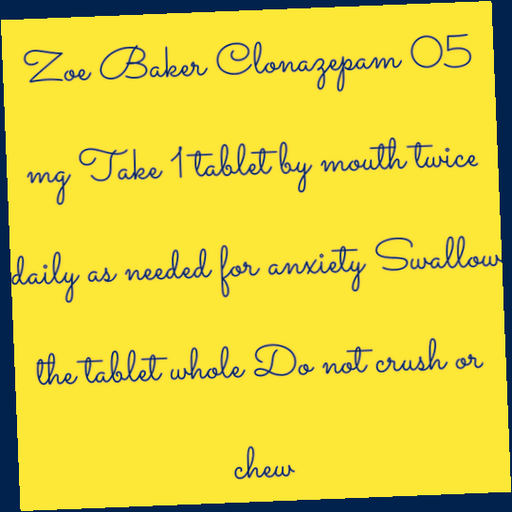 Zoe Baker Clonazepam 05
mg Take 1 tablet by mouth twice
daily as needed for anxiety Swallow
the tablet whole Do not crush or
chew